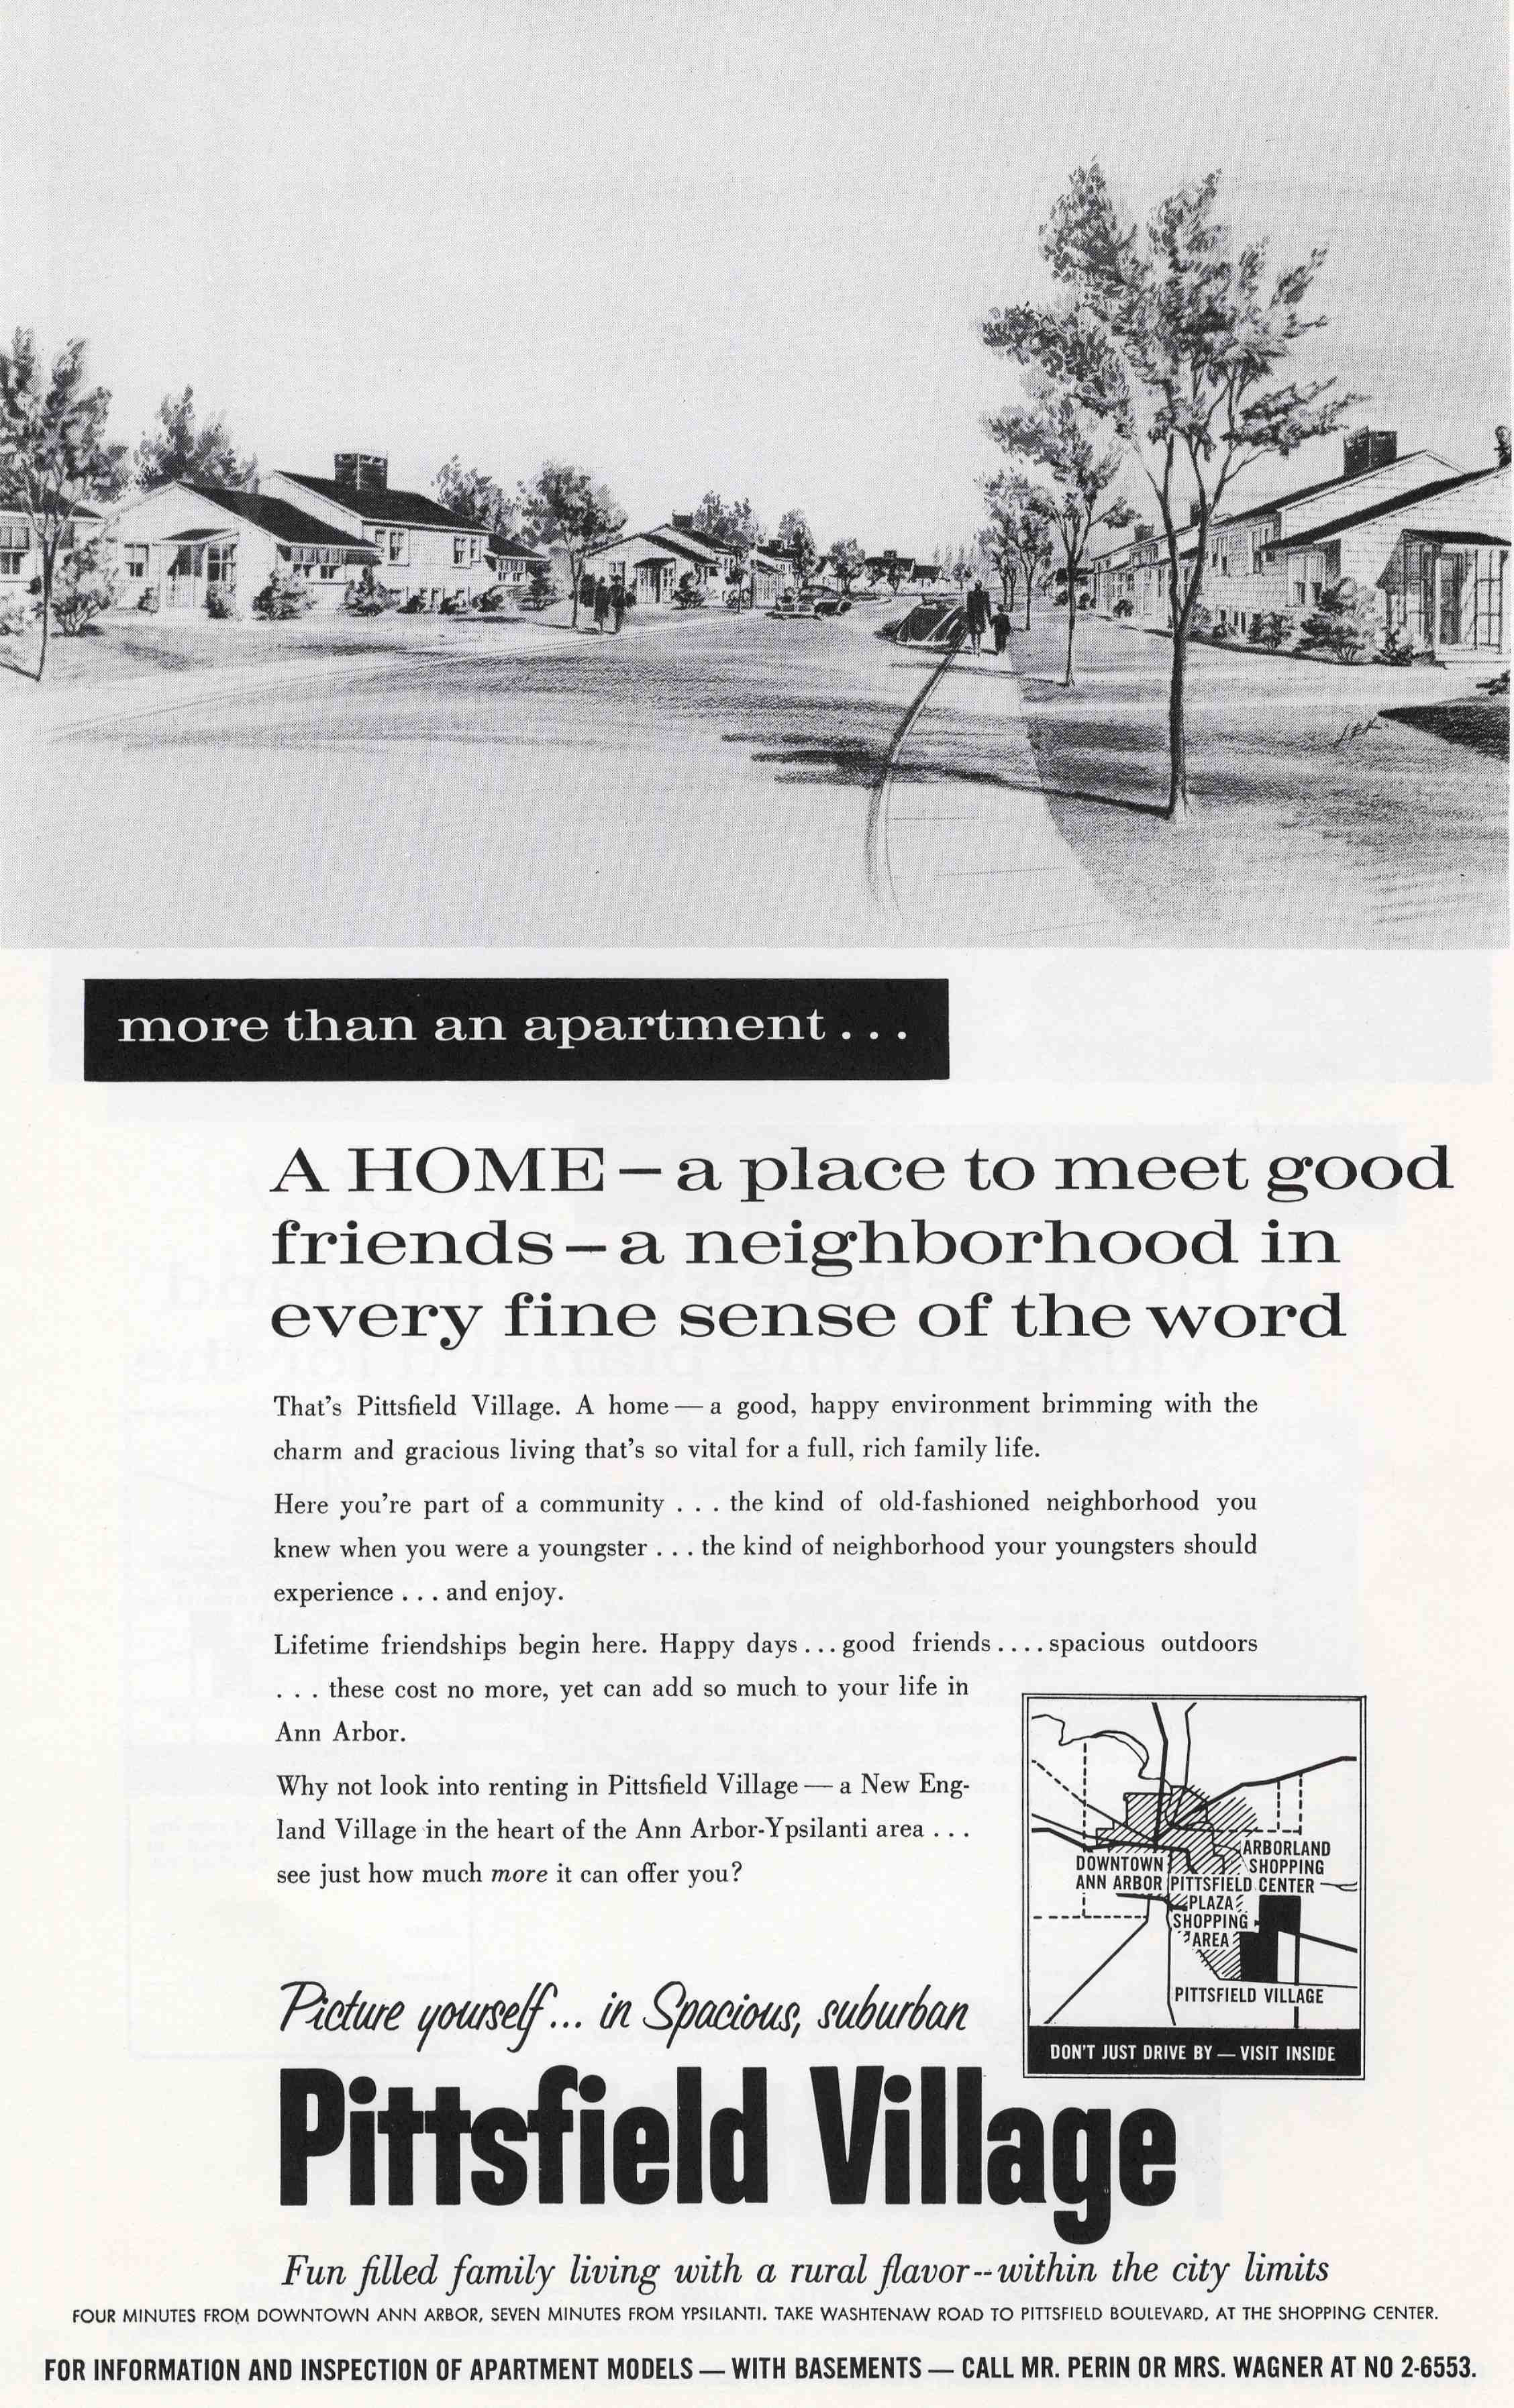 more than an apartment . . .
A HOME – a place to meet good
friends – a neighborhood in
every fine sense of the word
That's Pittsfield Village. A home — a good, happy environment brimming with the
charm and gracious living that's so vital for a full, rich family life.
Here you're part of a community . . . the kind of old-fashioned neighborhood you
knew when you were a youngster . . . the kind of neighborhood your youngsters should
experience . . . and enjoy.
Lifetime friendships begin here. Happy days . . . good friends . . . . spacious outdoors
. . . these cost no more, yet can add so much to your life in
Ann Arbor.
Why not look into renting in Pittsfield Village — a New Eng-
land Village in the heart of the Ann Arbor-Ypsilanti area . . .
see just how much more it can offer you?
ARBORLAND
SHOPPING
CENTER
DOWNTOWN
ANN ARBOR
PITTSFIELD
PLAZA
SHOPPING
AREA
PITTSFIELD VILLAGE
DON'T JUST DRIVE BY — VISIT INSIDE
Picture yourself... in Spacious, suburban
Pittsfield Village
Fun filled family living with a rural flavor--within the city limits
FOUR MINUTES FROM DOWNTOWN ANN ARBOR, SEVEN MINUTES FROM YPSILANTI. TAKE WASHTENAW ROAD TO PITTSFIELD BOULEVARD, AT THE SHOPPING CENTER.
FOR INFORMATION AND INSPECTION OF APARTMENT MODELS — WITH BASEMENTS — CALL MR. PERIN OR MRS. WAGNER AT NO 2-6553.